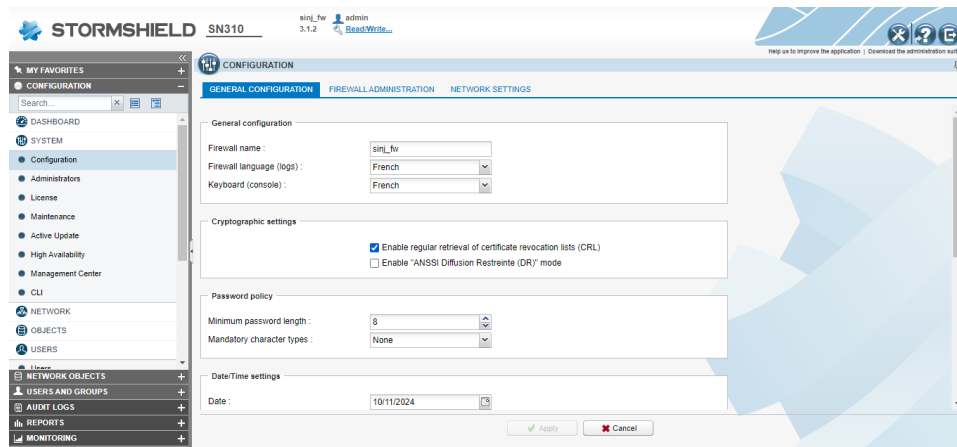 STORMSHIELD SN310 sinj_fw admin
3.1.2 Read/Write...
Help us to improve the application | Download the administration suit
MY FAVORITES
CONFIGURATION
Search...
DASHBOARD
SYSTEM
Configuration
Administrators
License
Maintenance
Active Update
High Availability
Management Center
CLI
NETWORK
OBJECTS
USERS
Users
NETWORK OBJECTS
USERS AND GROUPS
AUDIT LOGS
REPORTS
MONITORING
CONFIGURATION
GENERAL CONFIGURATION FIREWALL ADMINISTRATION NETWORK SETTINGS
General configuration
Firewall name : sinj_fw
Firewall language (logs) : French
Keyboard (console) : French
Cryptographic settings
Enable regular retrieval of certificate revocation lists (CRL)
Enable "ANSSI Diffusion Restreinte (DR)" mode
Password policy
Minimum password length : 8
Mandatory character types : None
Date/Time settings
Date : 10/11/2024
Apply Cancel